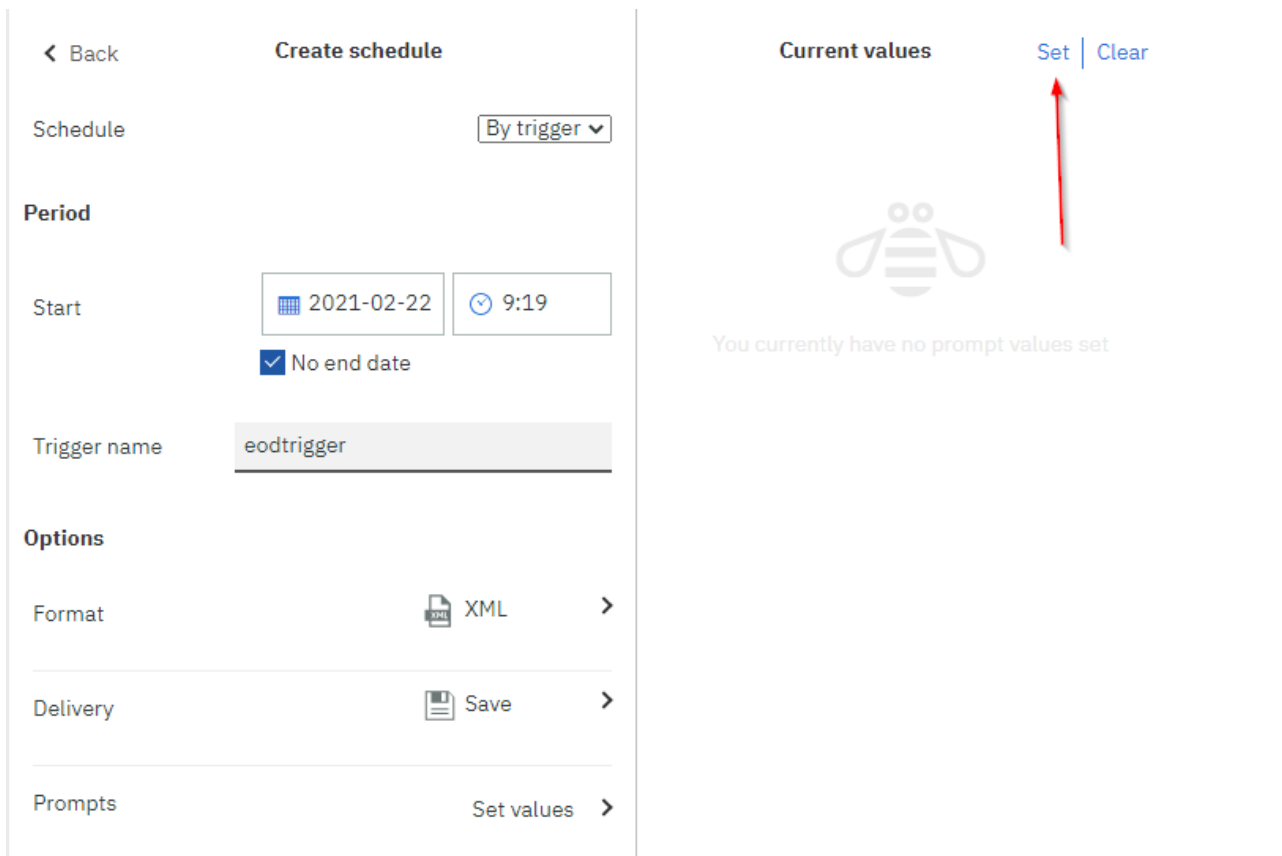 Back
Create schedule
Schedule
By trigger
Period
Start
2021-02-22
9:19
No end date
Trigger name
eodtrigger
Options
Format
XML
XML
Delivery
Save
Prompts
Set values
Current values
Set
Clear
You currently have no prompt values set